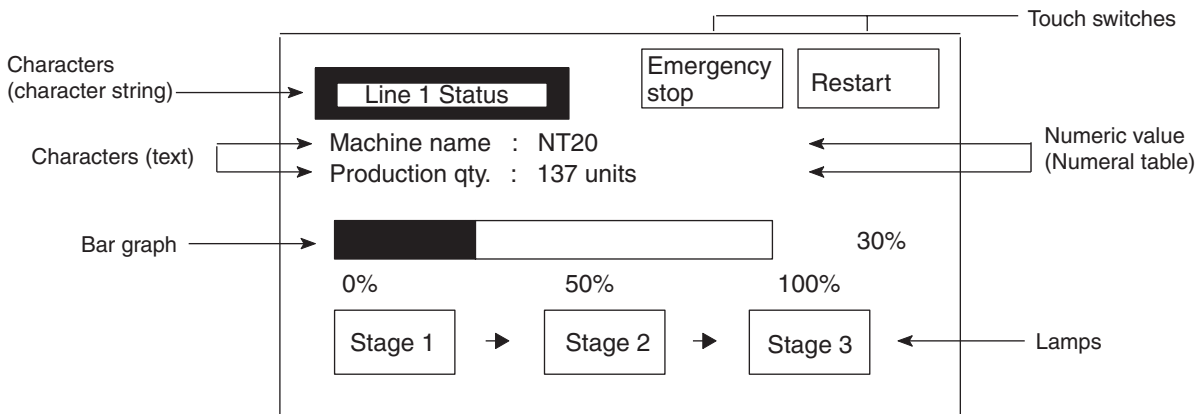 Touch switches
Characters
(character string)
Line 1 Status
Emergency
stop
Restart
Characters (text)
Machine name : NT20
Production qty. : 137 units
Numeric value
(Numeral table)
Bar graph
30%
0% 50% 100%
Stage 1 Stage 2 Stage 3
Lamps